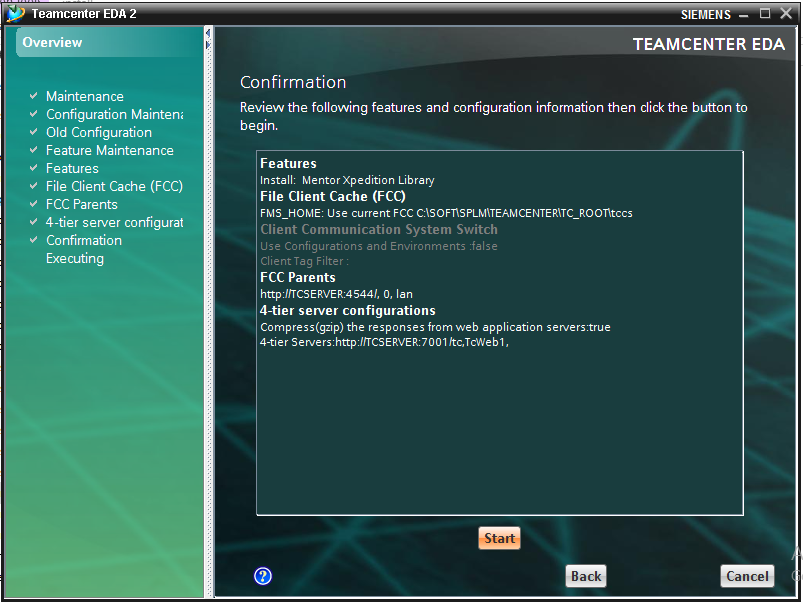 Teamcenter EDA 2
SIEMENS
Overview
TEAMCENTER EDA
Maintenance
Configuration Maintena
Old Configuration
Feature Maintenance
Features
File Client Cache (FCC)
FCC Parents
4-tier server configurat
Confirmation
Executing
Confirmation
Review the following features and configuration information then click the button to
begin.
Features
Install: Mentor Xpedition Library
File Client Cache (FCC)
FMS_HOME: Use current FCC C:\SOFT\SPLM\TEAMCENTER\TC_ROOT\tccs
Client Communication System Switch
Use Configurations and Environments :false
Client Tag Filter :
FCC Parents
http://TCSERVER:4544/, 0, lan
4-tier server configurations
Compress(gzip) the responses from web application servers:true
4-tier Servers:http://TCSERVER:7001/tc,TcWeb1,
Start
?
Back
Cancel